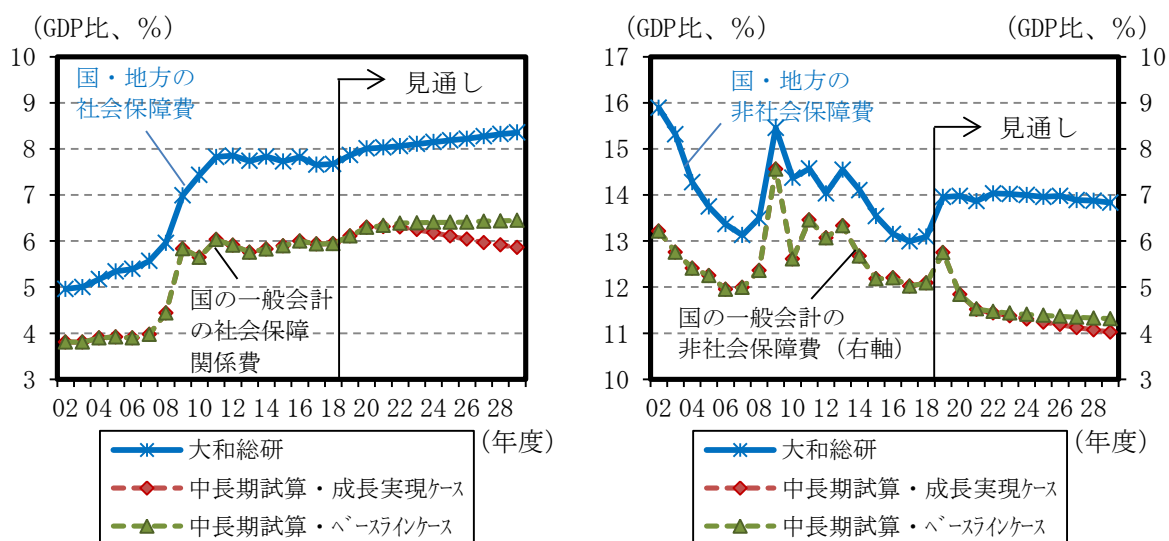 (GDP比、%)
10
9
8
7
6
5
4
3
国・地方の
社会保障費
見通し
国の一般会計
の社会保障
関係費
02 04 06 08 10 12 14 16 18 20 22 24 26 28
(年度)
大和総研
中長期試算・成長実現ケース
中長期試算・ベースラインケース
(GDP比、%)
(GDP比、%)
17
16
15
14
13
12
11
10
国・地方の
非社会保障費
見通し
国の一般会計の
非社会保障費(右軸)
10
9
8
7
6
5
4
3
02 04 06 08 10 12 14 16 18 20 22 24 26 28
(年度)
大和総研
中長期試算・成長実現ケース
中長期試算・ベースラインケース